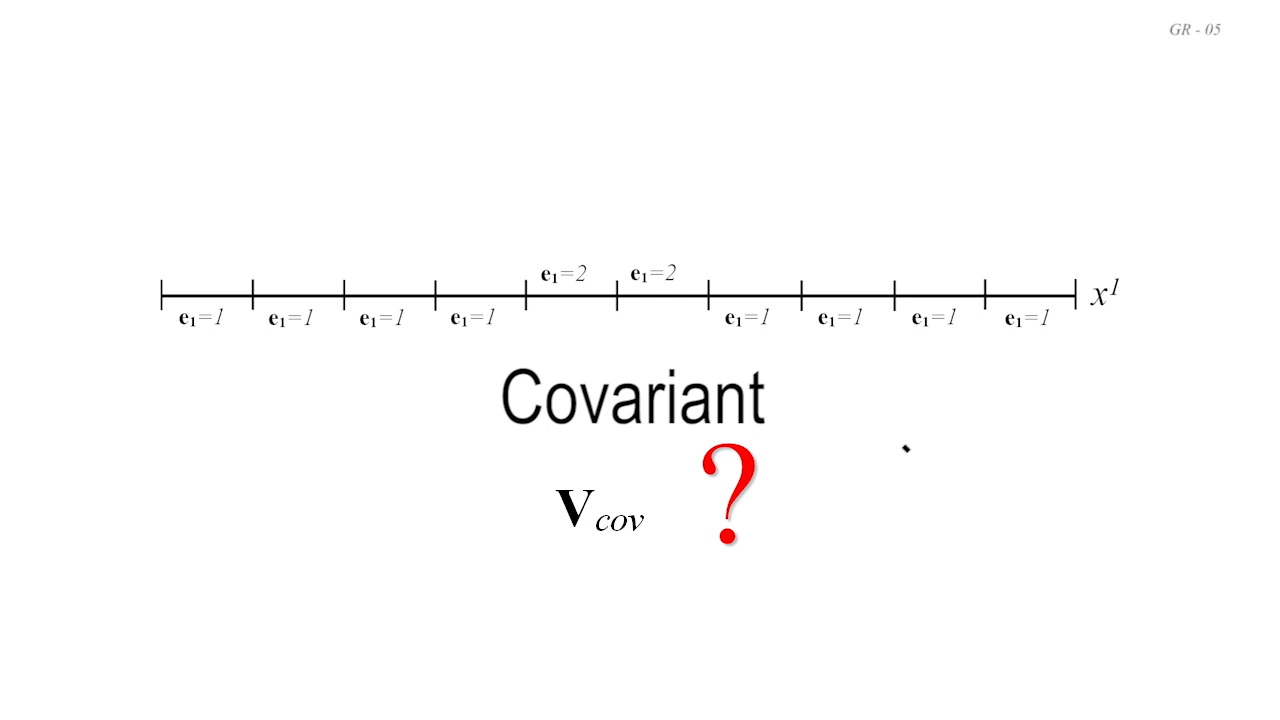 GR - 05
e₁=2 e₁=2
x¹
e₁=1 e₁=1 e₁=1 e₁=1 e₁=1 e₁=1 e₁=1 e₁=1
Covariant
?
V_cov